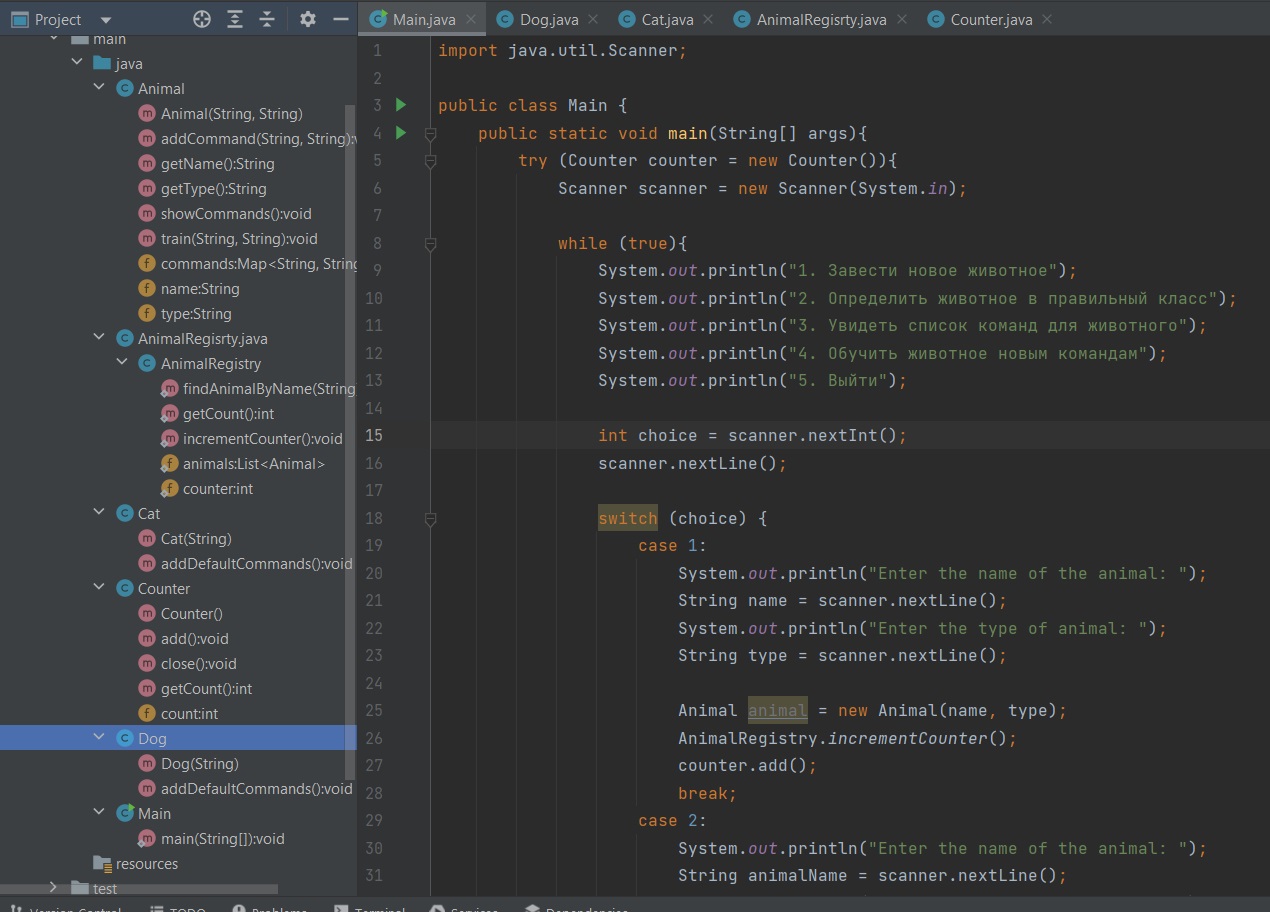 Project
Main.java
Dog.java
Cat.java
AnimalRegisrty.java
Counter.java
main
java
Animal
m Animal(String, String)
m addCommand(String, String):v
m getName():String
m getType():String
m showCommands():void
m train(String, String):void
f commands:Map<String, String
f name:String
f type:String
AnimalRegisrty.java
AnimalRegistry
m findAnimalByName(String
m getCount():int
m incrementCounter():void
f animals:List<Animal>
f counter:int
C Cat
m Cat(String)
m addDefaultCommands():void
C Counter
m Counter()
m add():void
m close():void
m getCount():int
f count:int
C Dog
m Dog(String)
m addDefaultCommands():void
C Main
m main(String[]):void
resources
test
1 import java.util.Scanner;
2
3 public class Main {
4 public static void main(String[] args){
5 try (Counter counter = new Counter()){
6 Scanner scanner = new Scanner(System.in);
7
8 while (true){
9 System.out.println("1. Завести новое животное");
10 System.out.println("2. Определить животное в правильный класс");
11 System.out.println("3. Увидеть список команд для животного");
12 System.out.println("4. Обучить животное новым командам");
13 System.out.println("5. Выйти");
14
15 int choice = scanner.nextInt();
16 scanner.nextLine();
17
18 switch (choice) {
19 case 1:
20 System.out.println("Enter the name of the animal: ");
21 String name = scanner.nextLine();
22 System.out.println("Enter the type of animal: ");
23 String type = scanner.nextLine();
24
25 Animal animal = new Animal(name, type);
26 AnimalRegistry.incrementCounter();
27 counter.add();
28 break;
29 case 2:
30 System.out.println("Enter the name of the animal: ");
31 String animalName = scanner.nextLine();
Version Control
TODO
Problems
Terminal
Services
Dependencies